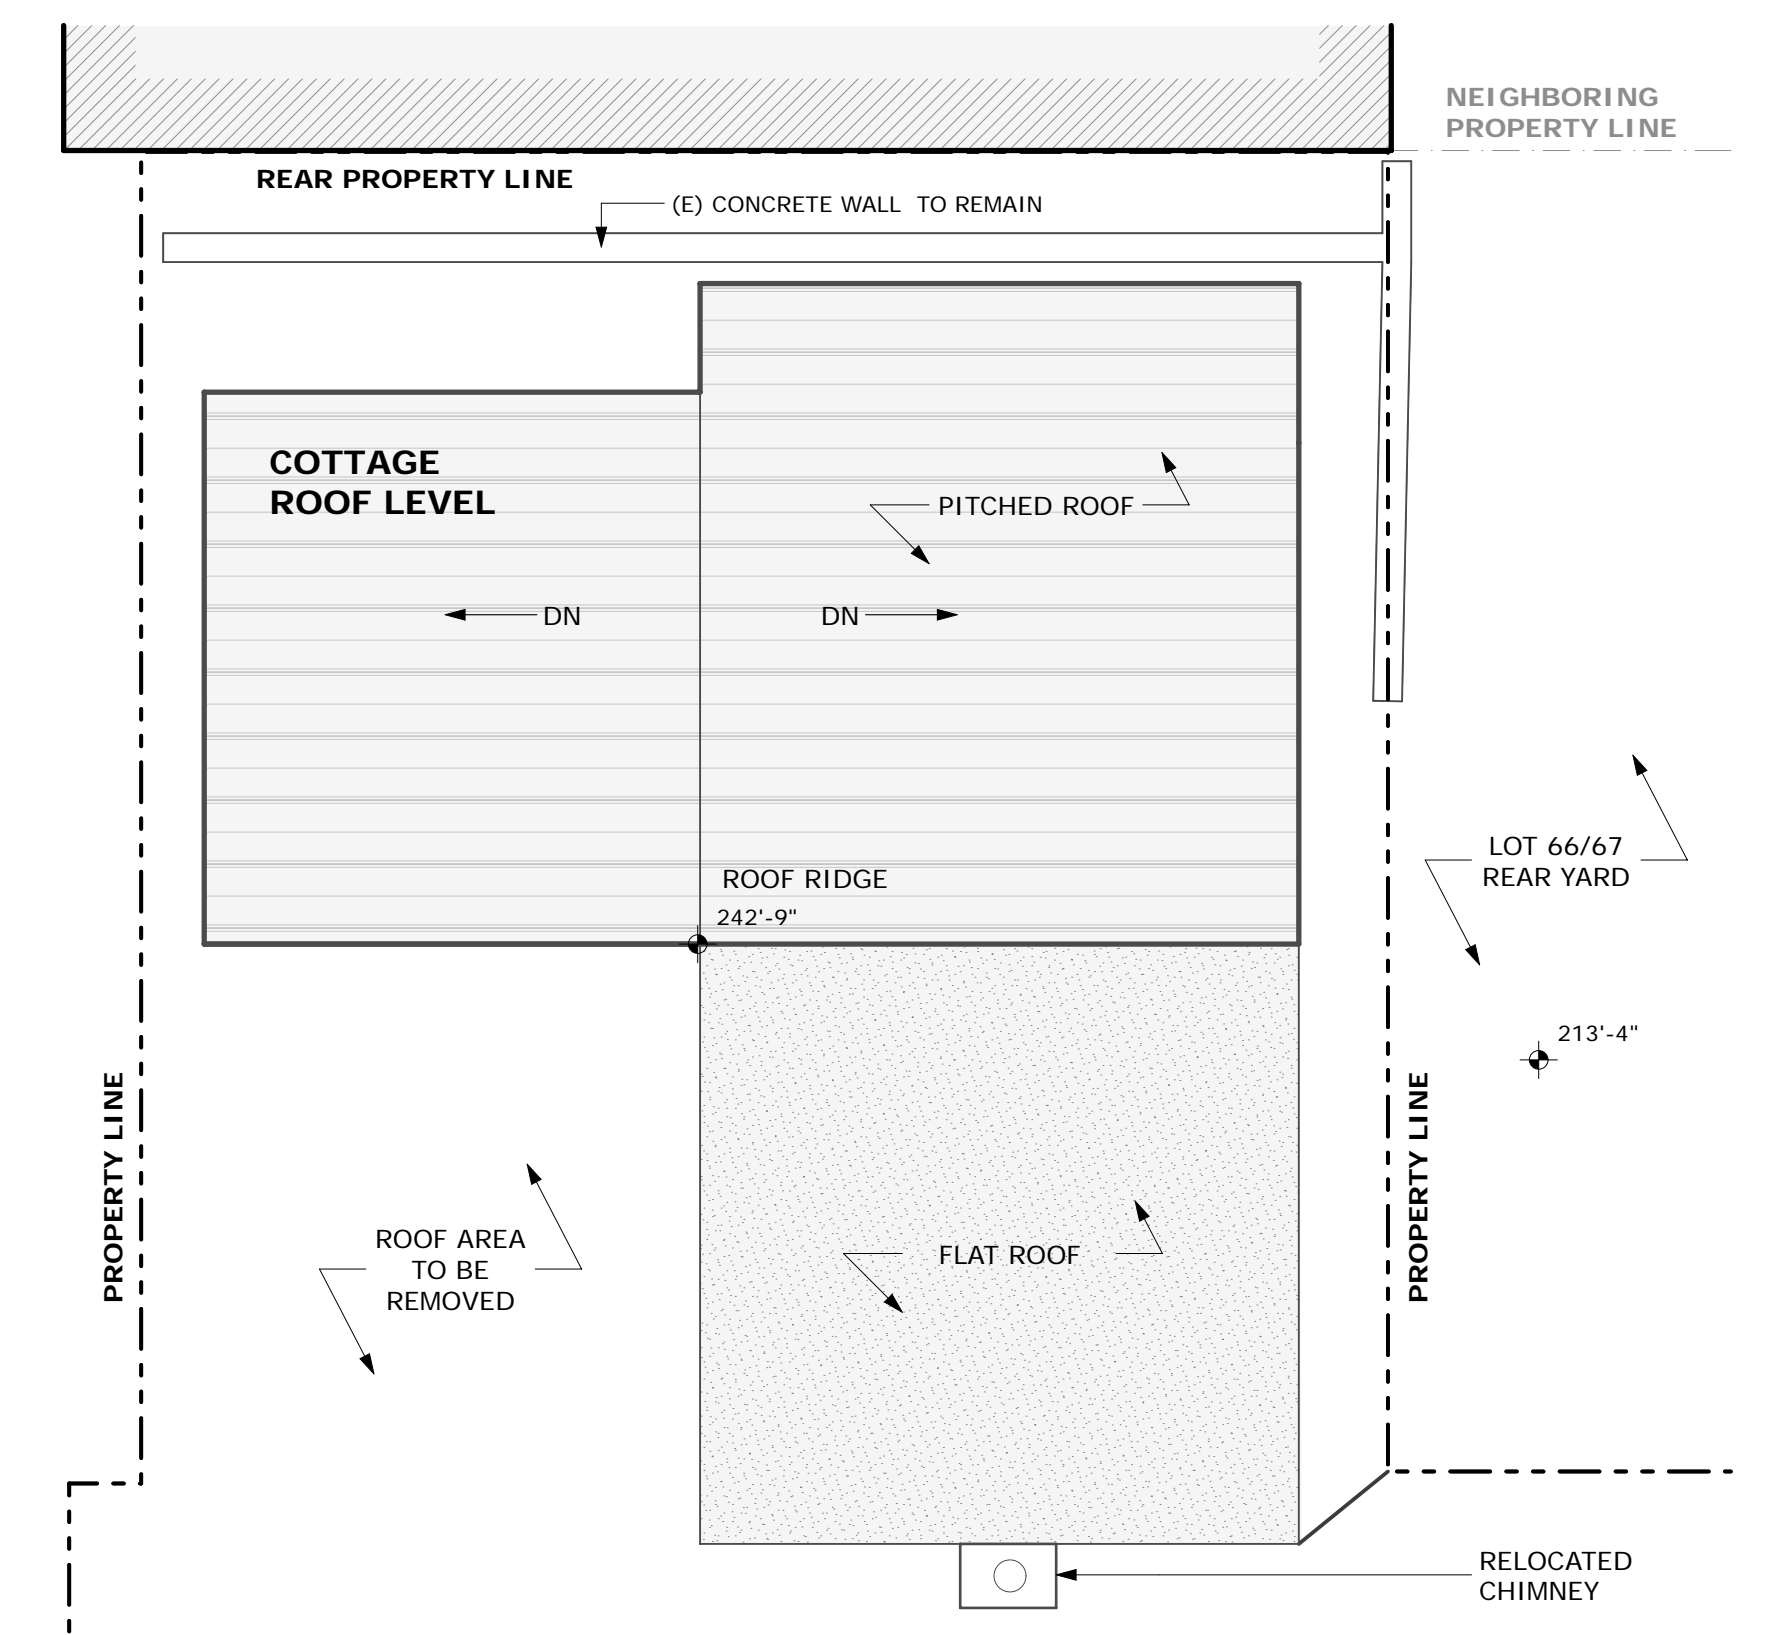 NEIGHBORING
PROPERTY LINE
REAR PROPERTY LINE
(E) CONCRETE WALL TO REMAIN
COTTAGE
ROOF LEVEL
PITCHED ROOF
DN
DN
LOT 66/67
REAR YARD
ROOF RIDGE
242'-9"
213'-4"
PROPERTY LINE
PROPERTY LINE
ROOF AREA
TO BE
REMOVED
FLAT ROOF
RELOCATED
CHIMNEY